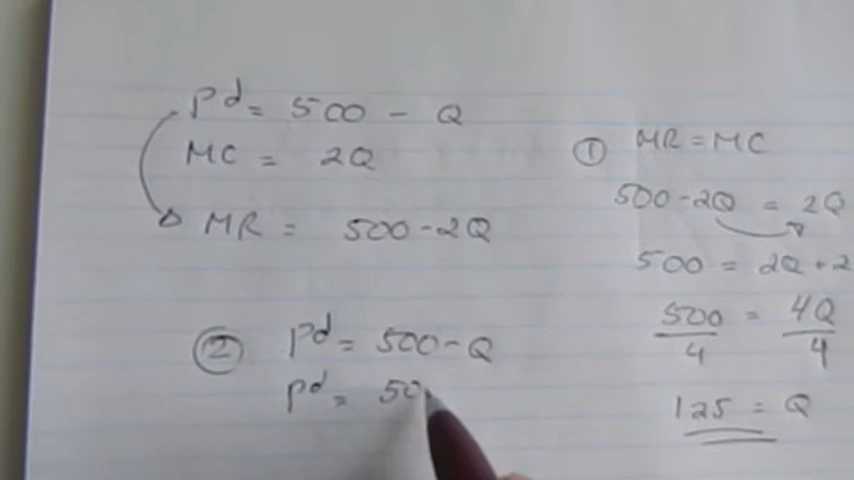 Pd = 500 - Q
MC = 2Q
MR = 500 - 2Q
① MR = MC
500 - 2Q = 2Q
500 = 2Q + 2
500 = 4Q
4 4
125 = Q
② Pd = 500 - Q
Pd = 50